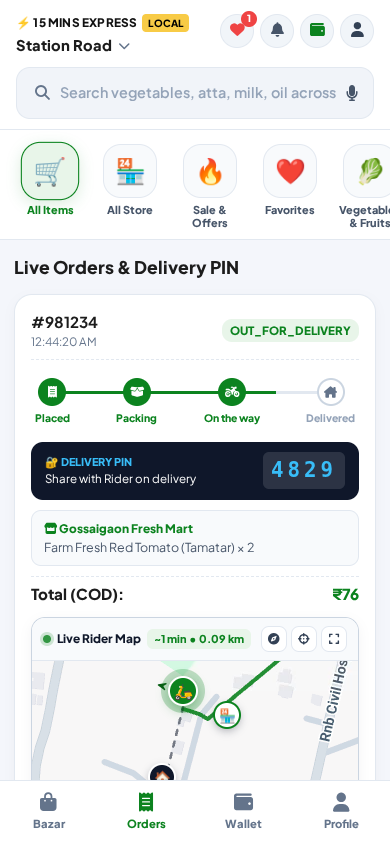 ⚡ 15 MINS EXPRESS LOCAL
Station Road
1
Search vegetables, atta, milk, oil across
All Items
All Store
Sale &
Offers
Favorites
Vegetabl
& Fruits
Live Orders & Delivery PIN
#981234
12:44:20 AM
OUT_FOR_DELIVERY
Placed
Packing
On the way
Delivered
🔐 DELIVERY PIN
Share with Rider on delivery
4829
Gossaigaon Fresh Mart
Farm Fresh Red Tomato (Tamatar) × 2
Total (COD):
₹76
Live Rider Map
~1 min • 0.09 km
Rnb Civil Hos
Bazar
Orders
Wallet
Profile